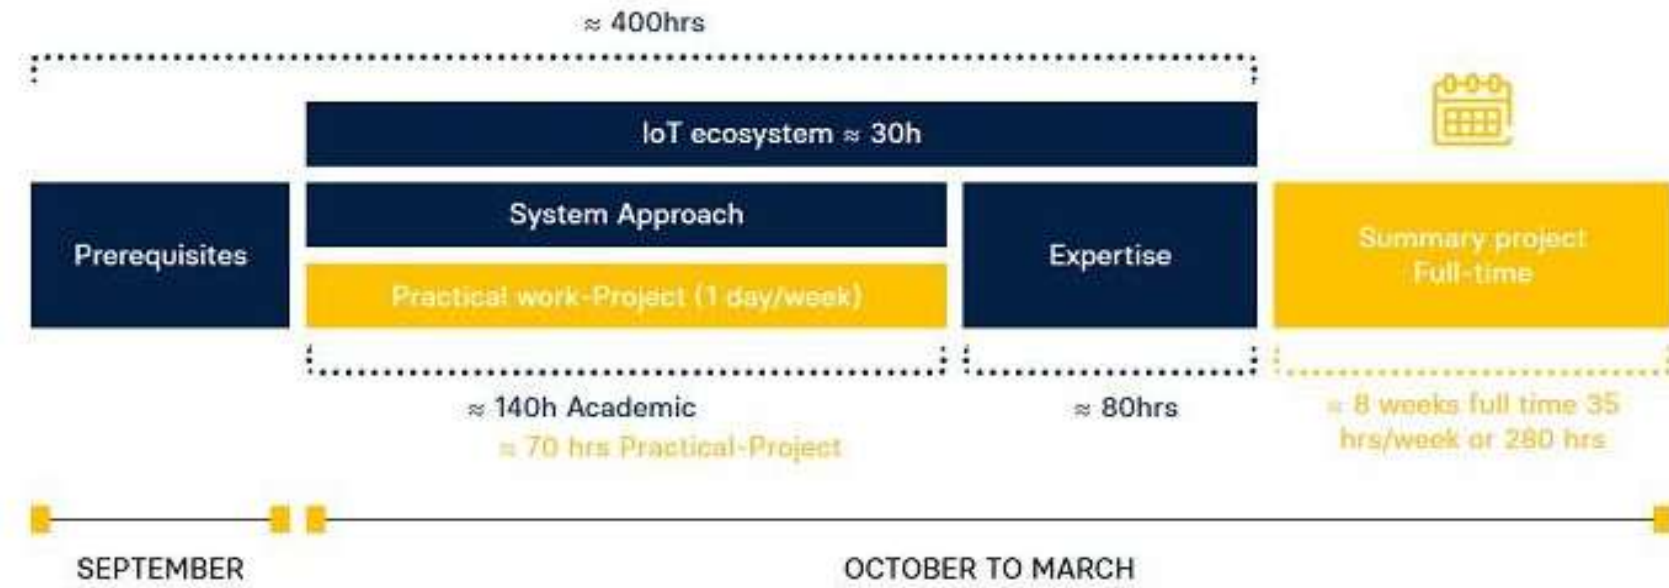 ≈ 400hrs
IoT ecosystem ≈ 30h
System Approach
Prerequisites
Expertise
Summary project
Full-time
Practical work-Project (1 day/week)
≈ 140h Academic
≈ 70 hrs Practical-Project
≈ 80hrs
≈ 8 weeks full time 35
hrs/week or 280 hrs
SEPTEMBER
OCTOBER TO MARCH